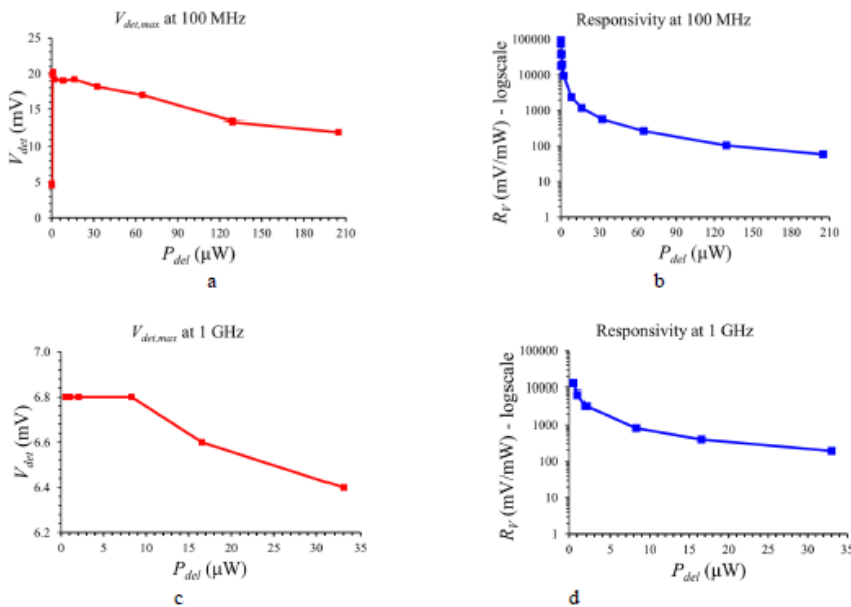 V_det,max at 100 MHz
V_det (mV)
25
20
15
10
5
0
0 30 60 90 120 150 180 210
P_del (μW)
a
Responsivity at 100 MHz
R_V (mV/mW) - logscale
100000
10000
1000
100
10
1
0 30 60 90 120 150 180 210
P_del (μW)
b
V_det,max at 1 GHz
V_det (mV)
7.0
6.8
6.6
6.4
6.2
0 5 10 15 20 25 30 35
P_del (μW)
c
Responsivity at 1 GHz
R_V (mV/mW) - logscale
100000
10000
1000
100
10
1
0 5 10 15 20 25 30 35
P_del (μW)
d